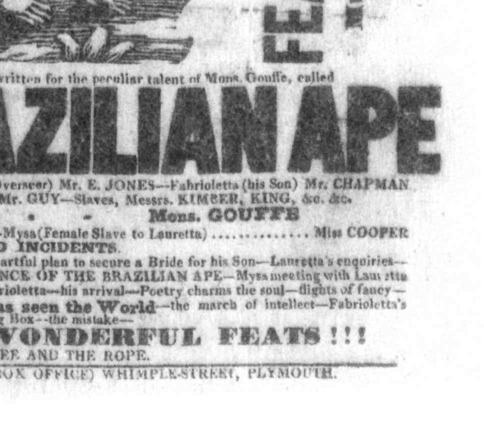 FE
written for the peculiar talent of Mons. Gouffe, called
AZILIAN APE
Overseer) Mr. E. JONES—Fabrioletta (his Son) Mr. CHAPMAN
Mr. GUY—Slaves, Messrs. KIMBER, KING, &c. &c.
Mons. GOUFFE
-Mysa (Female Slave to Lauretta) .............. Miss COOPER
D INCIDENTS.
artful plan to secure a Bride for his Son—Lauretta's enquiries—
NCE OF THE BRAZILIAN APE—Mysa meeting with Lauretta
rioletta—his arrival—Poetry charms the soul—flights of fancy—
as seen the World—the march of intellect—Fabrioletta's
g Box—the mistake—
WONDERFUL FEATS !!!
EE AND THE ROPE.
BOX OFFICE) WHIMPLE-STREET, PLYMOUTH.